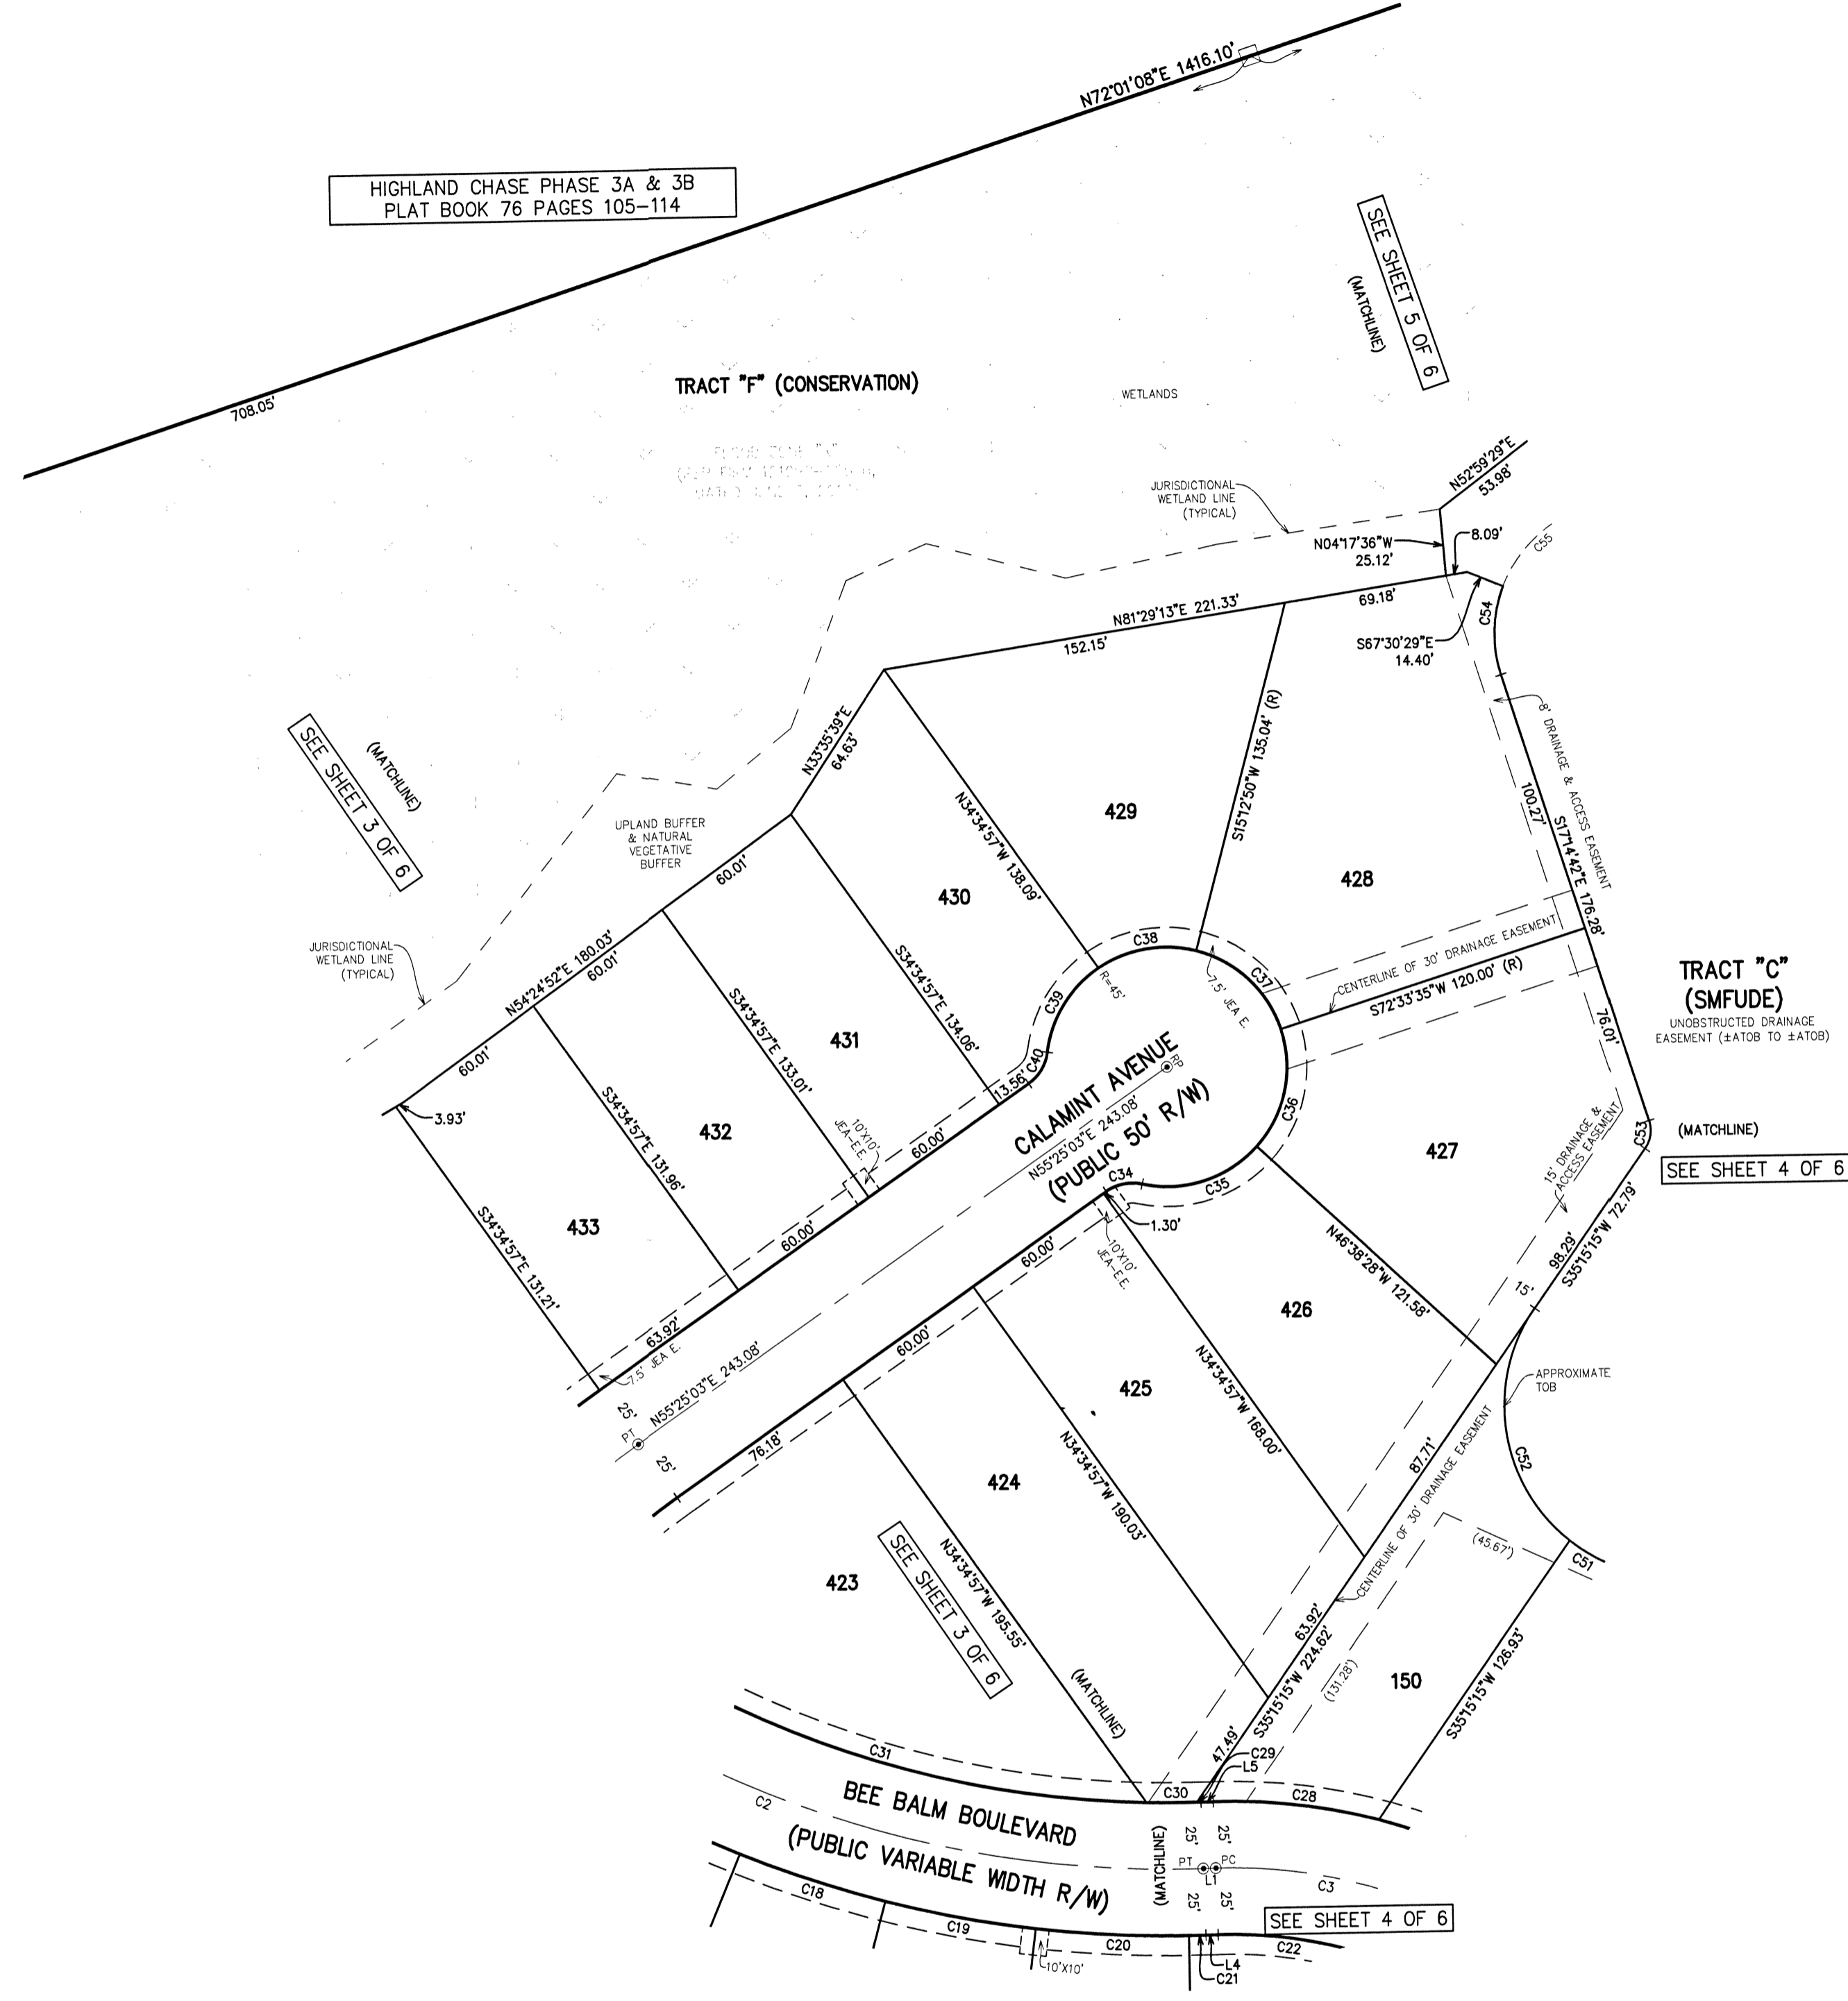 N72°01'08"E 1416.10'
HIGHLAND CHASE PHASE 3A & 3B
PLAT BOOK 76 PAGES 105-114
SEE SHEET 5 OF 6
(MATCHLINE)
708.05'
TRACT "F" (CONSERVATION)
WETLANDS
N52°59'29"E
53.98'
JURISDICTIONAL
WETLAND LINE
(TYPICAL)
N04°17'36"W
25.12'
8.09'
C55
C54
N81°29'13"E 221.33'
152.15'
69.18'
S67°30'29"E
14.40'
N33°35'39"E
64.63'
SEE SHEET 3 OF 6
(MATCHLINE)
UPLAND BUFFER
& NATURAL
VEGETATIVE
BUFFER
60.01'
N34°34'57"W 138.09'
429
S15°12'50"W 135.04' (R)
428
8' DRAINAGE & ACCESS EASEMENT
100.27'
S17°14'42"E 176.28'
430
JURISDICTIONAL
WETLAND LINE
(TYPICAL)
N54°24'52"E 180.03'
60.01'
60.01'
3.93'
S34°34'57"E 134.06'
S34°34'57"E 133.01'
431
S34°34'57"E 131.96'
432
S34°34'57"E 131.21'
433
C38
C39
C40
R=45'
7.5' JEA E.
C37
CENTERLINE OF 30' DRAINAGE EASEMENT
S72°33'35"W 120.00' (R)
TRACT "C"
(SMFUDE)
UNOBSTRUCTED DRAINAGE
EASEMENT (±ATOB TO ±ATOB)
76.01'
13.56'
10'X10'
JEA-E.E.
60.00'
60.00'
63.92'
7.5' JEA E.
CALAMINT AVENUE
N55°25'03"E 243.08'
(PUBLIC 50' R/W)
RP
C36
C35
C34
1.30'
427
15' DRAINAGE &
ACCESS EASEMENT
C53
(MATCHLINE)
SEE SHEET 4 OF 6
98.29'
S35°15'15"W 72.79'
15'
N46°38'28"W 121.58'
426
10'X10'
JEA-E.E.
60.00'
60.00'
76.18'
N55°25'03"E 243.08'
25'
PT
25'
N34°34'57"W 168.00'
425
N34°34'57"W 190.03'
424
N34°34'57"W 195.55'
423
SEE SHEET 3 OF 6
(MATCHLINE)
APPROXIMATE
TOB
C52
87.71'
CENTERLINE OF 30' DRAINAGE EASEMENT
(45.67')
C51
63.92'
S35°15'15"W 224.62'
(131.28')
150
S35°15'15"W 126.93'
47.49'
C29
L5
C31
C30
C28
C2
BEE BALM BOULEVARD
(PUBLIC VARIABLE WIDTH R/W)
(MATCHLINE)
25'
25'
PT
PC
L1
C3
25'
25'
SEE SHEET 4 OF 6
C18
C19
C20
C22
10'X10'
L4
C21